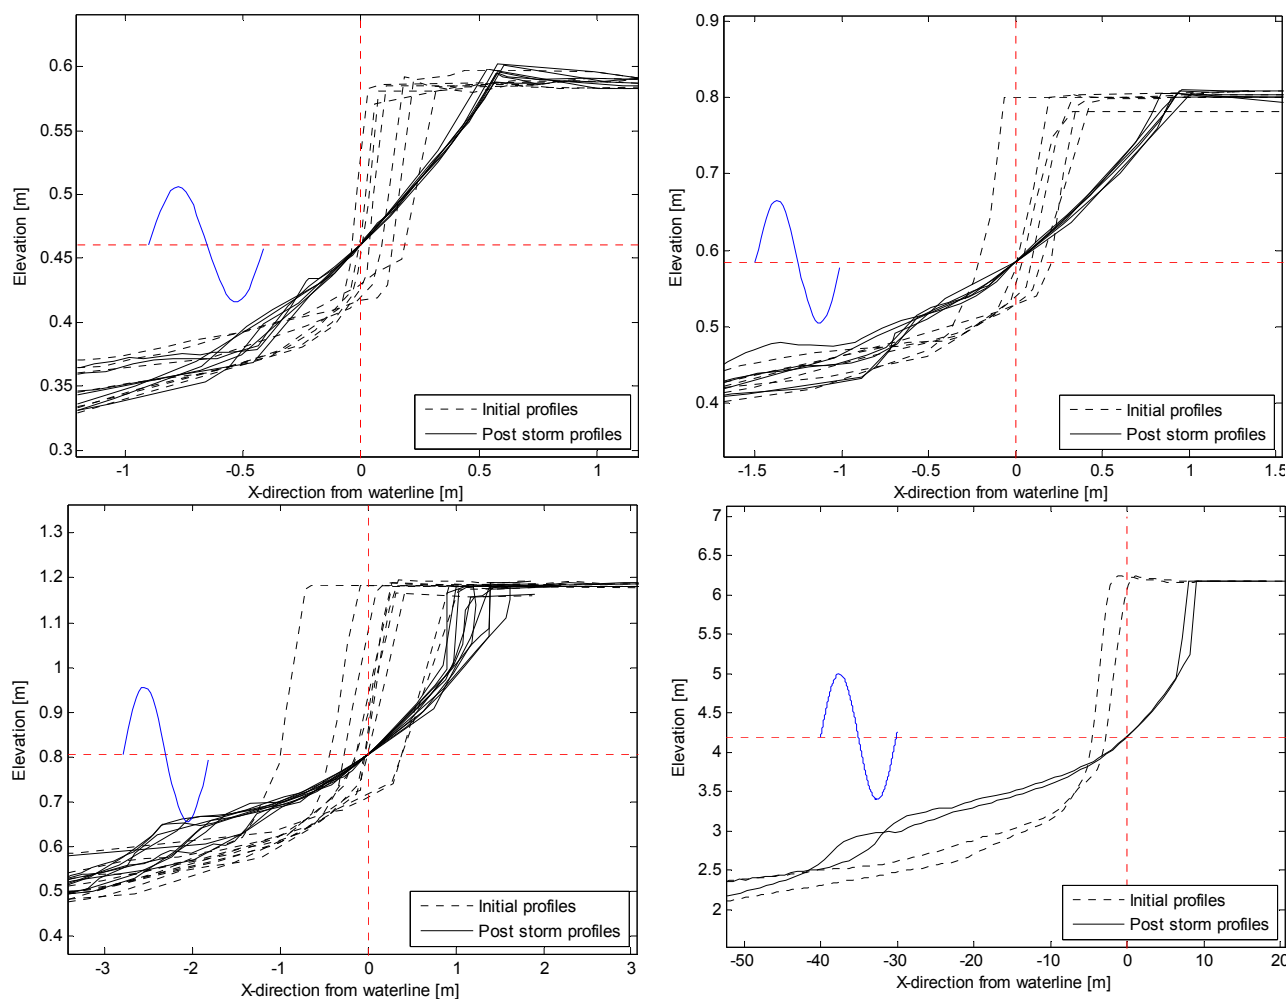 0.6
0.55
0.5
0.45
0.4
0.35
0.3
Elevation [m]
-1 -0.5 0 0.5 1
X-direction from waterline [m]
Initial profiles
Post storm profiles
0.9
0.8
0.7
0.6
0.5
0.4
Elevation [m]
-1.5 -1 -0.5 0 0.5 1 1.5
X-direction from waterline [m]
Initial profiles
Post storm profiles
1.3
1.2
1.1
1
0.9
0.8
0.7
0.6
0.5
0.4
Elevation [m]
-3 -2 -1 0 1 2 3
X-direction from waterline [m]
Initial profiles
Post storm profiles
7
6.5
6
5.5
5
4.5
4
3.5
3
2.5
2
Elevation [m]
-50 -40 -30 -20 -10 0 10 20
X-direction from waterline [m]
Initial profiles
Post storm profiles